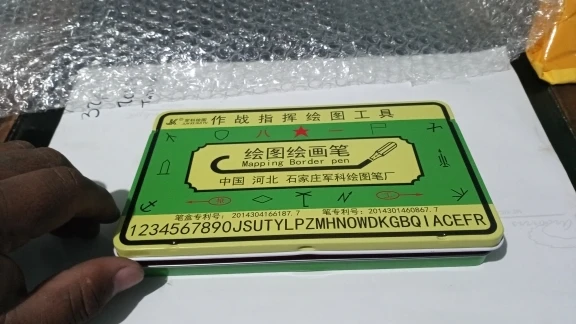 作战指挥绘图工具
八 一
绘图绘画笔
Mapping Border pen
中国 河北 石家庄军科绘图笔厂
N
笔盒专利号: 2014304166187.7 笔专利号: 2014301460867.7
1234567890JSUTYLPZMHNOWDKGBQIACEFR